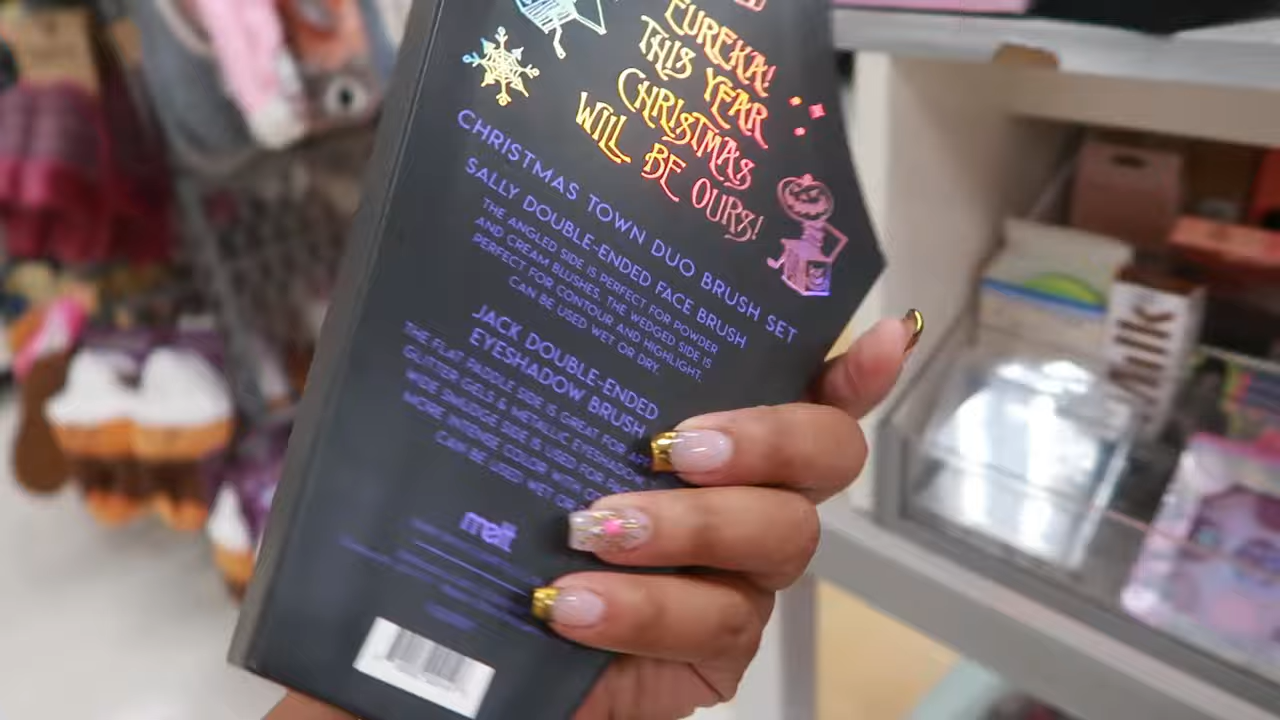 EUREKA!
THIS YEAR
CHRISTMAS
WILL BE OURS!
CHRISTMAS TOWN DUO BRUSH SET
SALLY DOUBLE-ENDED FACE BRUSH
THE ANGLED SIDE IS PERFECT FOR POWDER
AND CREAM BLUSHES, THE WEDGED SIDE IS
PERFECT FOR CONTOUR AND HIGHLIGHT.
CAN BE USED WET OR DRY.
JACK DOUBLE-ENDED
EYESHADOW BRUSH
THE FLAT PADDLE SIDE IS GREAT FOR
GLITTER GELS & METALLIC EYESHADOWS
WIDE SMUDGE SIDE IS USED FOR
MORE INTENSE COLOR
CAN BE USED WET OR
melt
Milk